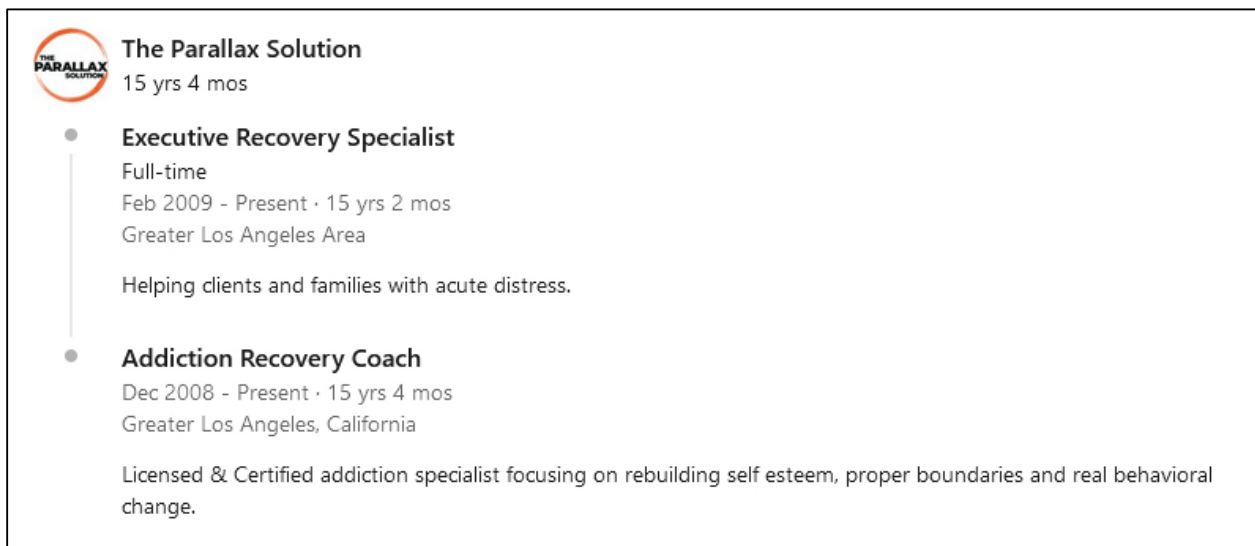 THE
PARALLAX
SOLUTION
The Parallax Solution
15 yrs 4 mos
Executive Recovery Specialist
Full-time
Feb 2009 - Present · 15 yrs 2 mos
Greater Los Angeles Area
Helping clients and families with acute distress.
Addiction Recovery Coach
Dec 2008 - Present · 15 yrs 4 mos
Greater Los Angeles, California
Licensed & Certified addiction specialist focusing on rebuilding self esteem, proper boundaries and real behavioral
change.